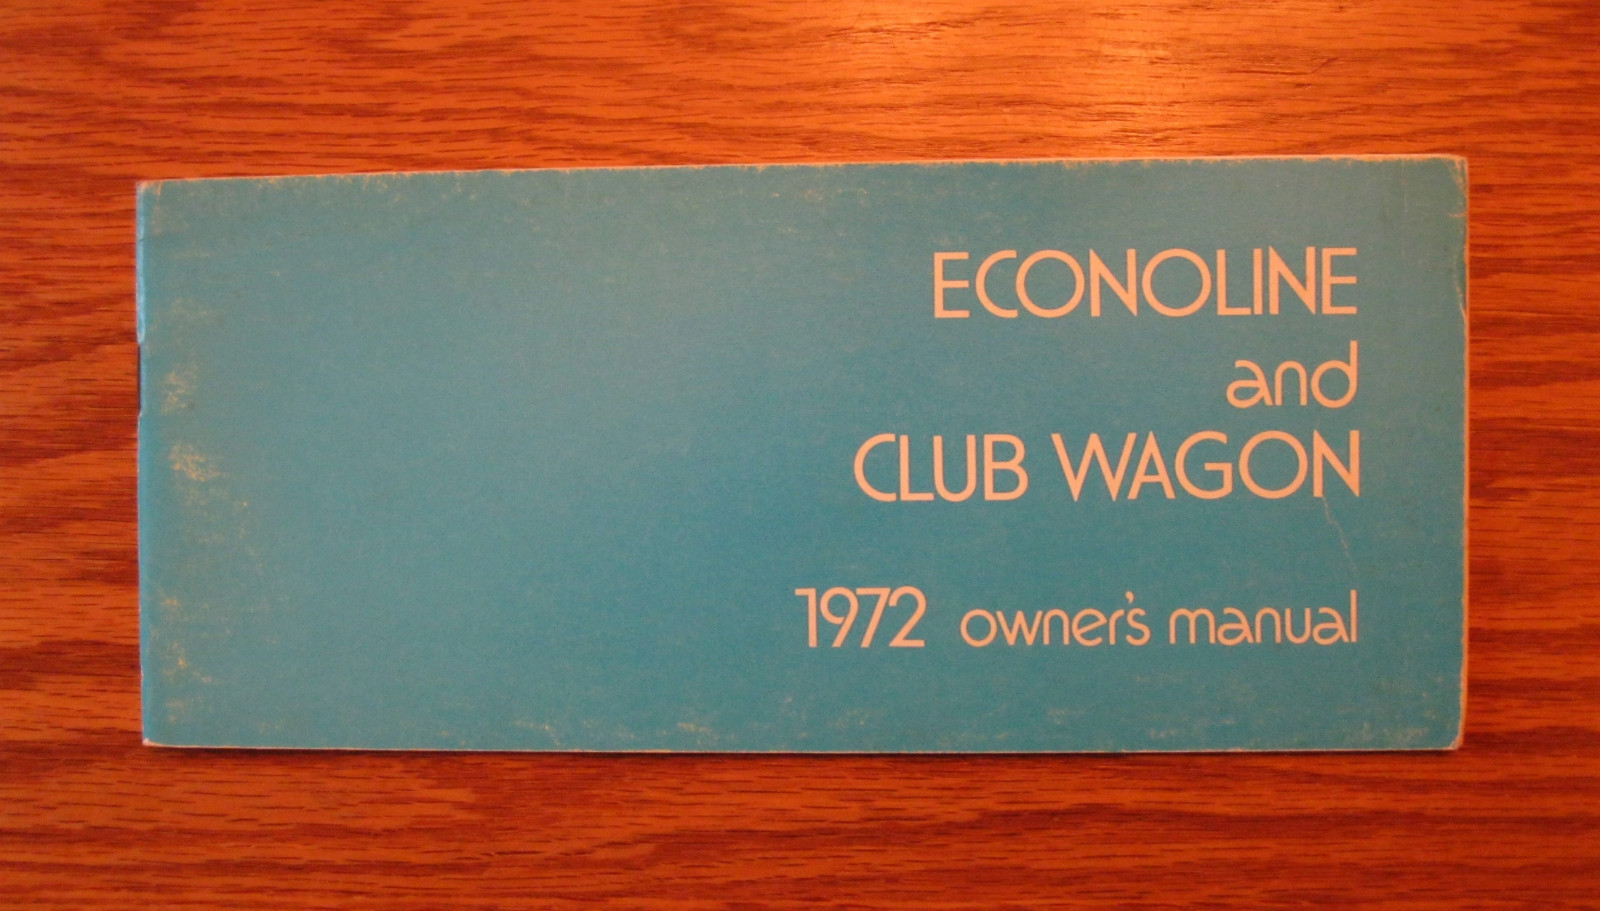 ECONOLINE
and
CLUB WAGON
1972 owner's manual